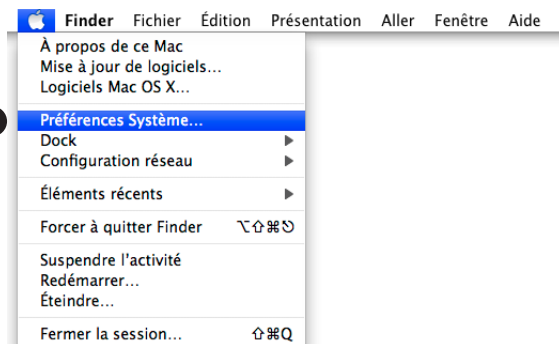 Finder Fichier Édition Présentation Aller Fenêtre Aide
À propos de ce Mac
Mise à jour de logiciels...
Logiciels Mac OS X...
Préférences Système...
Dock
Configuration réseau
Éléments récents
Forcer à quitter Finder ⌥⇧⌘⎋
Suspendre l'activité
Redémarrer...
Éteindre...
Fermer la session... ⇧⌘Q